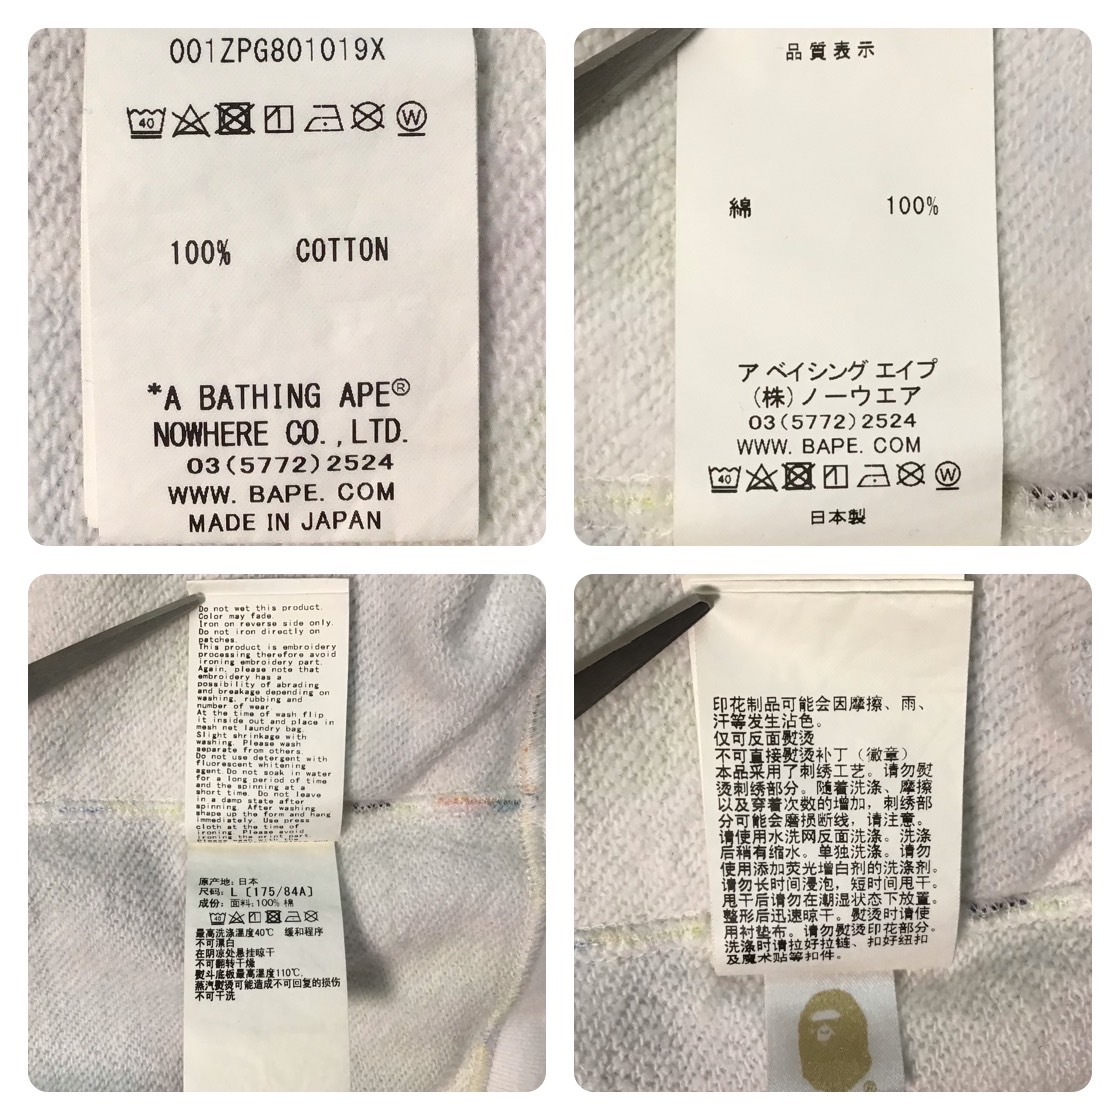 001ZPG801019X
40
W
100% COTTON
*A BATHING APE®
NOWHERE CO.,LTD.
03(5772)2524
WWW. BAPE. COM
MADE IN JAPAN
品質表示
綿 100%
ア ベイシング エイプ
(株)ノーウエア
03(5772)2524
WWW. BAPE. COM
40
W
日本製
Do not wet this product.
Color may fade.
Iron on reverse side only.
Do not iron directly on
patches.
This product is embroidery
processing therefore avoid
ironing embroidery part.
Again, please note that
embroidery has a
possibility of abrading
and breakage depending on
washing, rubbing and
number of wear.
At the time of wash flip
it inside out and place in
mesh net laundry bag.
Slight shrinkage with
washing. Please wash
separate from others.
Do not use detergent with
fluorescent whitening
agent.Do not soak in water
for a long period of time
and the spinning at a
short time. Do not leave
in a damp state after
spinning. After washing
shape up the form and hang
immediately. Use press
cloth at the time of
ironing. Please avoid
ironing the print part.
原产地: 日本
尺码: L [175/84A]
成份: 面料:100% 棉
40
最高洗涤温度40℃ 缓和程序
不可漂白
在阴凉处悬挂晾干
不可翻转干燥
熨斗底板最高温度110℃,
蒸汽熨烫可能造成不可回复的损伤
不可干洗
印花制品可能会因摩擦、雨、
汗等发生沾色。
仅可反面熨烫
不可直接熨烫补丁（徽章）
本品采用了刺绣工艺。请勿熨
烫刺绣部分。随着洗涤、摩擦
以及穿着次数的增加，刺绣部
分可能会磨损断线，请注意。
请使用水洗网反面洗涤。洗涤
后稍有缩水。单独洗涤。请勿
使用添加荧光增白剂的洗涤剂。
请勿长时间浸泡，短时间甩干。
甩干后请勿在潮湿状态下放置。
整形后迅速晾干。熨烫时请使
用衬垫布。请勿熨烫印花部分。
洗涤时请拉好拉链、扣好纽扣
及魔术贴等扣件。
®